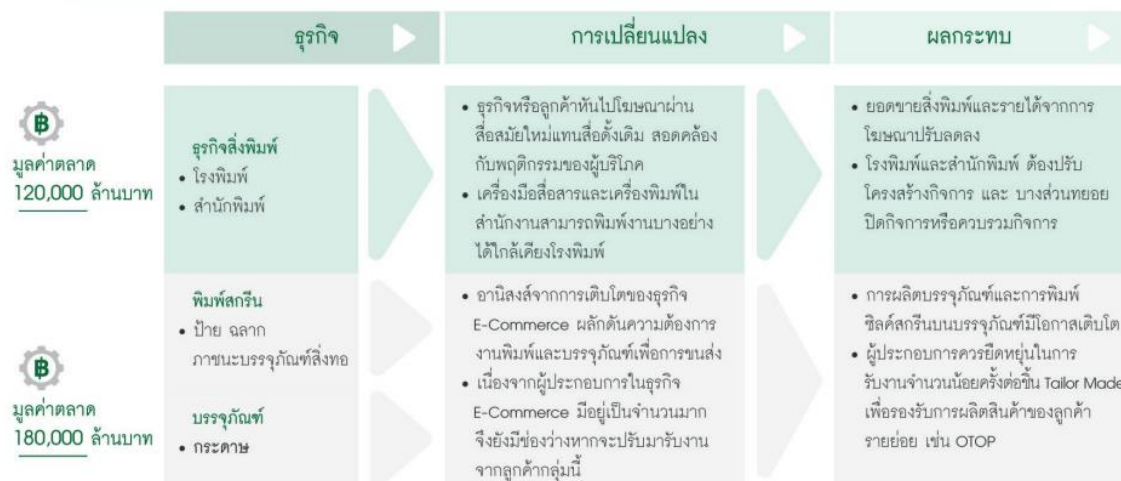 ธุรกิจ
การเปลี่ยนแปลง
ผลกระทบ
มูลค่าตลาด
120,000 ล้านบาท
ธุรกิจสิ่งพิมพ์
• โรงพิมพ์
• สำนักพิมพ์
• ธุรกิจหรือลูกค้าหันไปโฆษณาผ่าน
สื่อสมัยใหม่แทนสื่อดั้งเดิม สอดคล้อง
กับพฤติกรรมของผู้บริโภค
• เครื่องมือสื่อสารและเครื่องพิมพ์ใน
สำนักงานสามารถพิมพ์งานบางอย่าง
ได้ใกล้เคียงโรงพิมพ์
• ยอดขายสิ่งพิมพ์และรายได้จากการ
โฆษณาปรับลดลง
• โรงพิมพ์และสำนักพิมพ์ ต้องปรับ
โครงสร้างกิจการ และ บางส่วนทยอย
ปิดกิจการหรือควบรวมกิจการ
มูลค่าตลาด
180,000 ล้านบาท
พิมพ์สกรีน
• ป้าย ฉลาก
ภาชนะบรรจุภัณฑ์สิ่งทอ
บรรจุภัณฑ์
• กระดาษ
• อานิสงส์จากการเติบโตของธุรกิจ
E-Commerce ผลักดันความต้องการ
งานพิมพ์และบรรจุภัณฑ์เพื่อการขนส่ง
• เนื่องจากผู้ประกอบการในธุรกิจ
E-Commerce มีอยู่เป็นจำนวนมาก
จึงยังมีช่องว่างหากจะปรับมารับงาน
จากลูกค้ากลุ่มนี้
• การผลิตบรรจุภัณฑ์และการพิมพ์
ซิลค์สกรีนบนบรรจุภัณฑ์มีโอกาสเติบโต
• ผู้ประกอบการควรยืดหยุ่นในการ
รับงานจำนวนน้อยครั้งต่อชิ้น Tailor Made
เพื่อรองรับการผลิตสินค้าของลูกค้า
รายย่อย เช่น OTOP